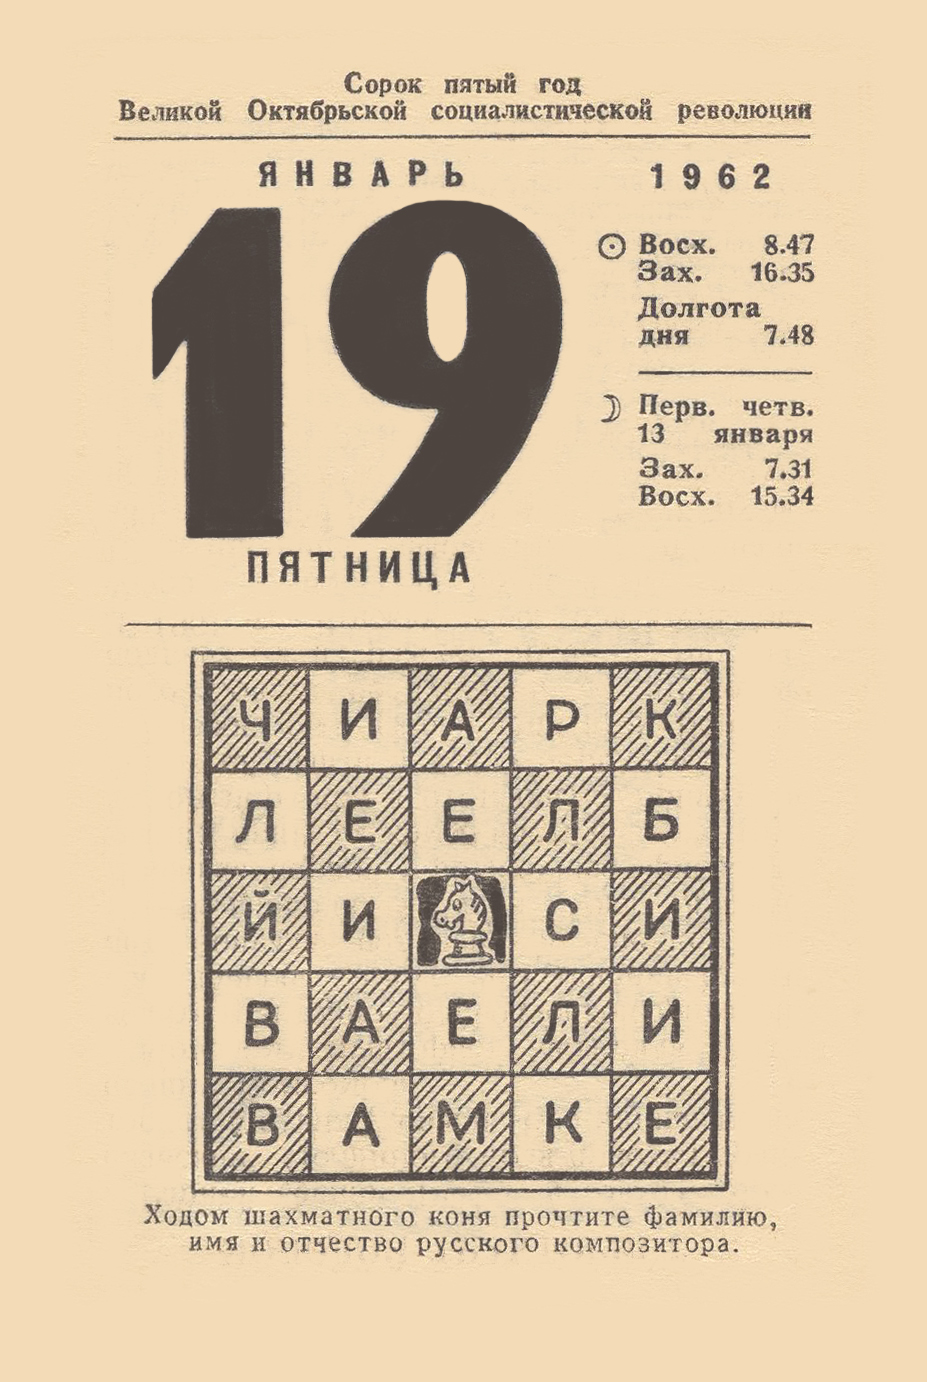 Сорок пятый год
Великой Октябрьской социалистической революции
ЯНВАРЬ 1962
19
Восх. 8.47
Зах. 16.35
Долгота
дня 7.48
Перв. четв.
13 января
Зах. 7.31
Восх. 15.34
ПЯТНИЦА
Ч И А Р К
Л Е Е Л Б
Й И С И
В А Е Л И
В А М К Е
Ходом шахматного коня прочтите фамилию,
имя и отчество русского композитора.